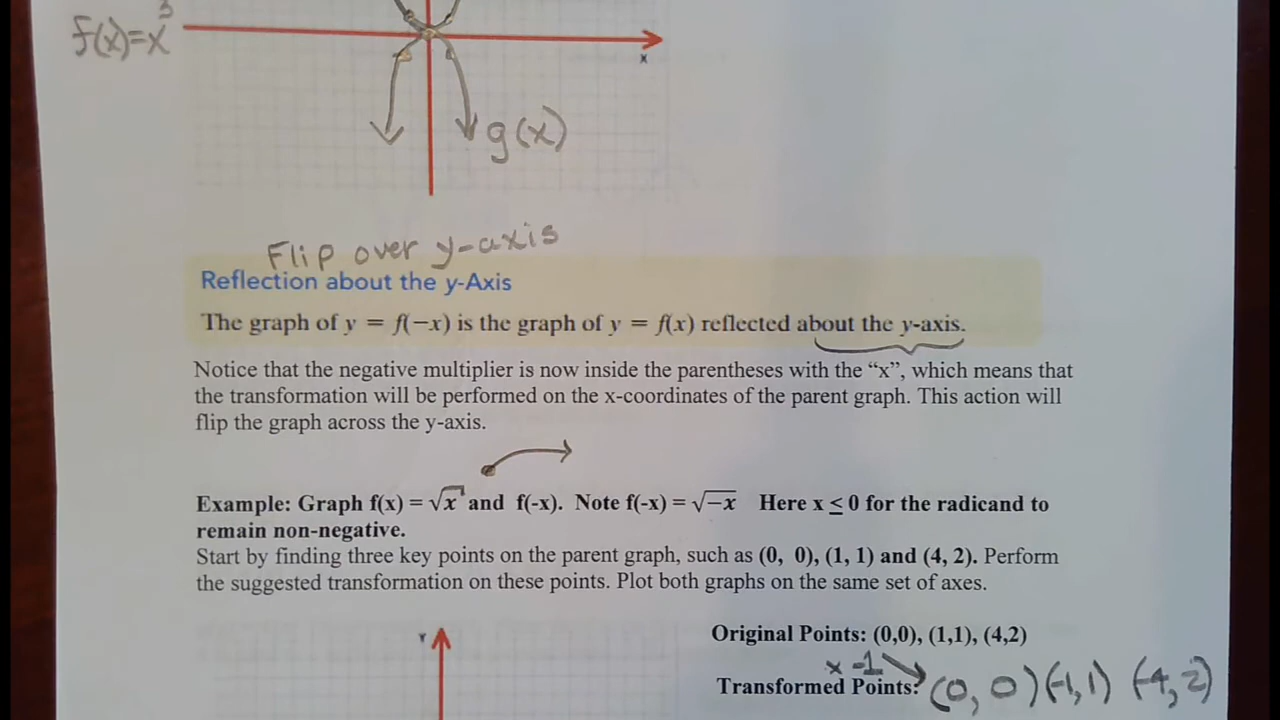 f(x)=x³
x
g(x)
Flip over y-axis
Reflection about the y-Axis
The graph of y = f(−x) is the graph of y = f(x) reflected about the y-axis.
Notice that the negative multiplier is now inside the parentheses with the “x”, which means that
the transformation will be performed on the x-coordinates of the parent graph. This action will
flip the graph across the y-axis.
Example: Graph f(x) = √x and f(-x). Note f(-x) = √−x Here x ≤ 0 for the radicand to
remain non-negative.
Start by finding three key points on the parent graph, such as (0, 0), (1, 1) and (4, 2). Perform
the suggested transformation on these points. Plot both graphs on the same set of axes.
Y
Original Points: (0,0), (1,1), (4,2)
x -1
Transformed Points: (0, 0) (-1,1) (-4,2)